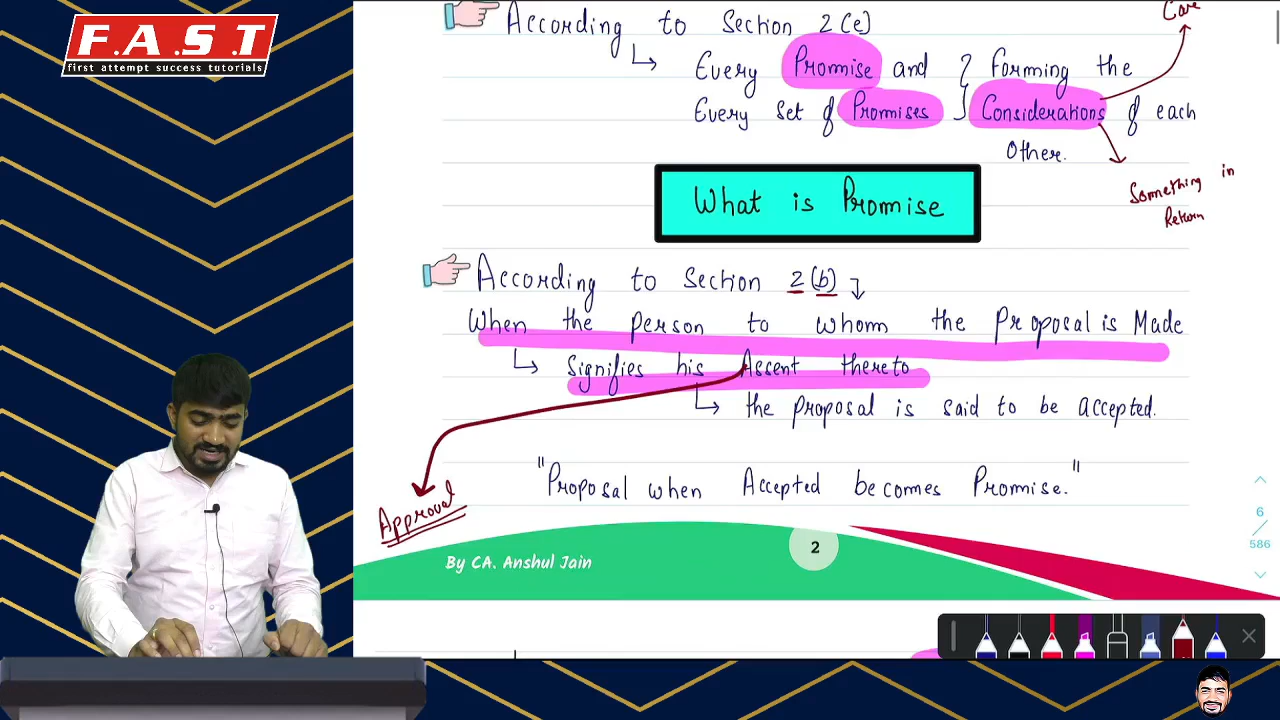 F.A.S.T
first attempt success tutorials
According to Section 2(e)
Care
Every Promise and } Forming the
Every set of Promises } Considerations of each
Other.
Something in
Return
What is Promise
According to Section 2(b)
When the person to whom the Proposal is Made
Signifies his Assent thereto
the proposal is said to be accepted.
"Proposal when Accepted becomes Promise."
Approval
By CA. Anshul Jain
2
6
586